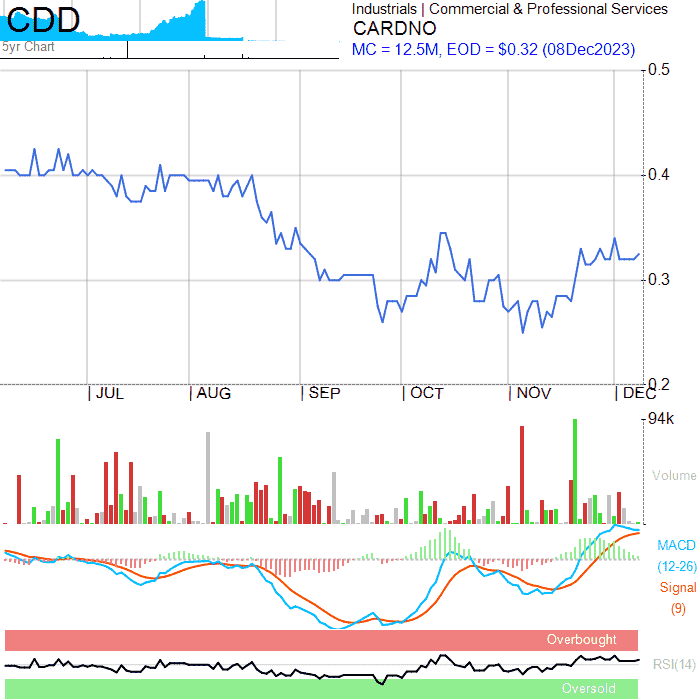 CDD
5yr Chart
Industrials | Commercial & Professional Services
CARDNO
MC = 12.5M, EOD = $0.32 (08Dec2023)
0.5
0.4
0.3
0.2
JUL AUG SEP OCT NOV DEC
94k
Volume
MACD
(12-26)
Signal
(9)
Overbought
RSI(14)
Oversold